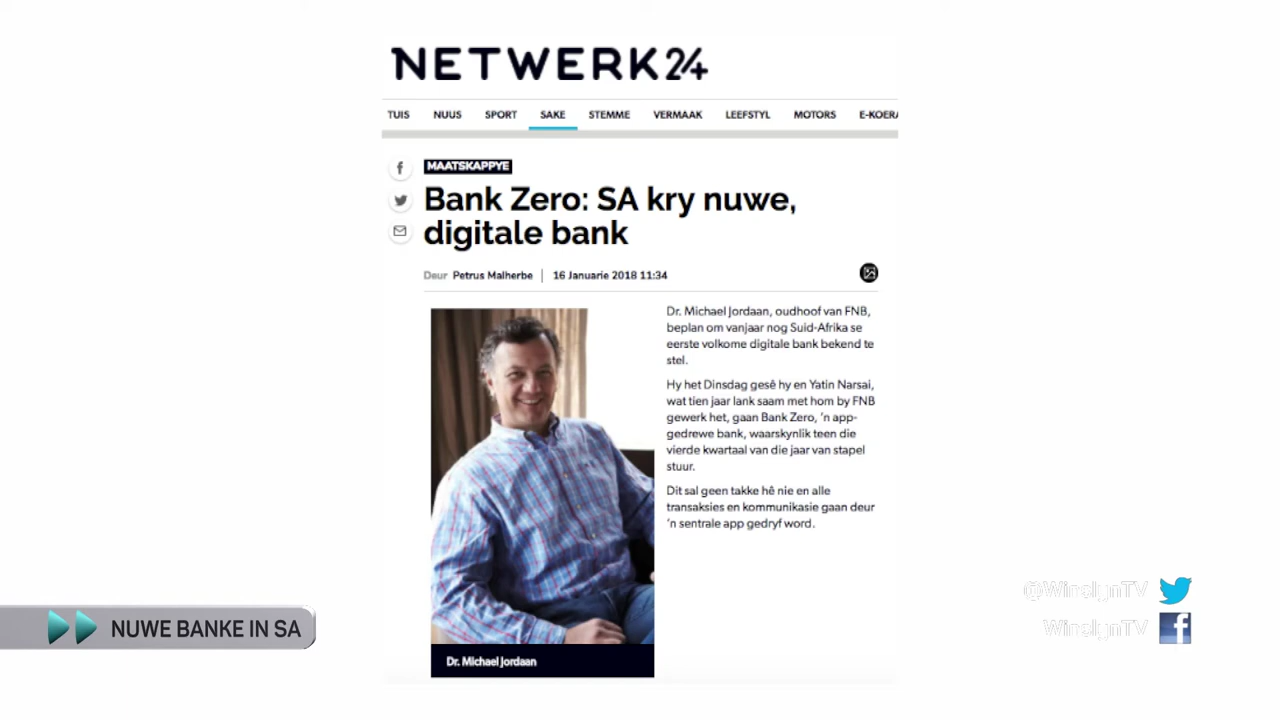 NETWERK24
TUIS NUUS SPORT SAKE STEMME VERMAAK LEEFSTYL MOTORS E-KOERA
MAATSKAPPYE
Bank Zero: SA kry nuwe,
digitale bank
Deur Petrus Malherbe | 16 Januarie 2018 11:34
Dr. Michael Jordaan, oudhoof van FNB,
beplan om vanjaar nog Suid-Afrika se
eerste volkome digitale bank bekend te
stel.
Hy het Dinsdag gesê hy en Yatin Narsai,
wat tien jaar lank saam met hom by FNB
gewerk het, gaan Bank Zero, 'n app-
gedrewe bank, waarskynlik teen die
vierde kwartaal van die jaar van stapel
stuur.
Dit sal geen takke hê nie en alle
transaksies en kommunikasie gaan deur
'n sentrale app gedryf word.
Dr. Michael Jordaan
@WinslynTV
WinslynTV
NUWE BANKE IN SA